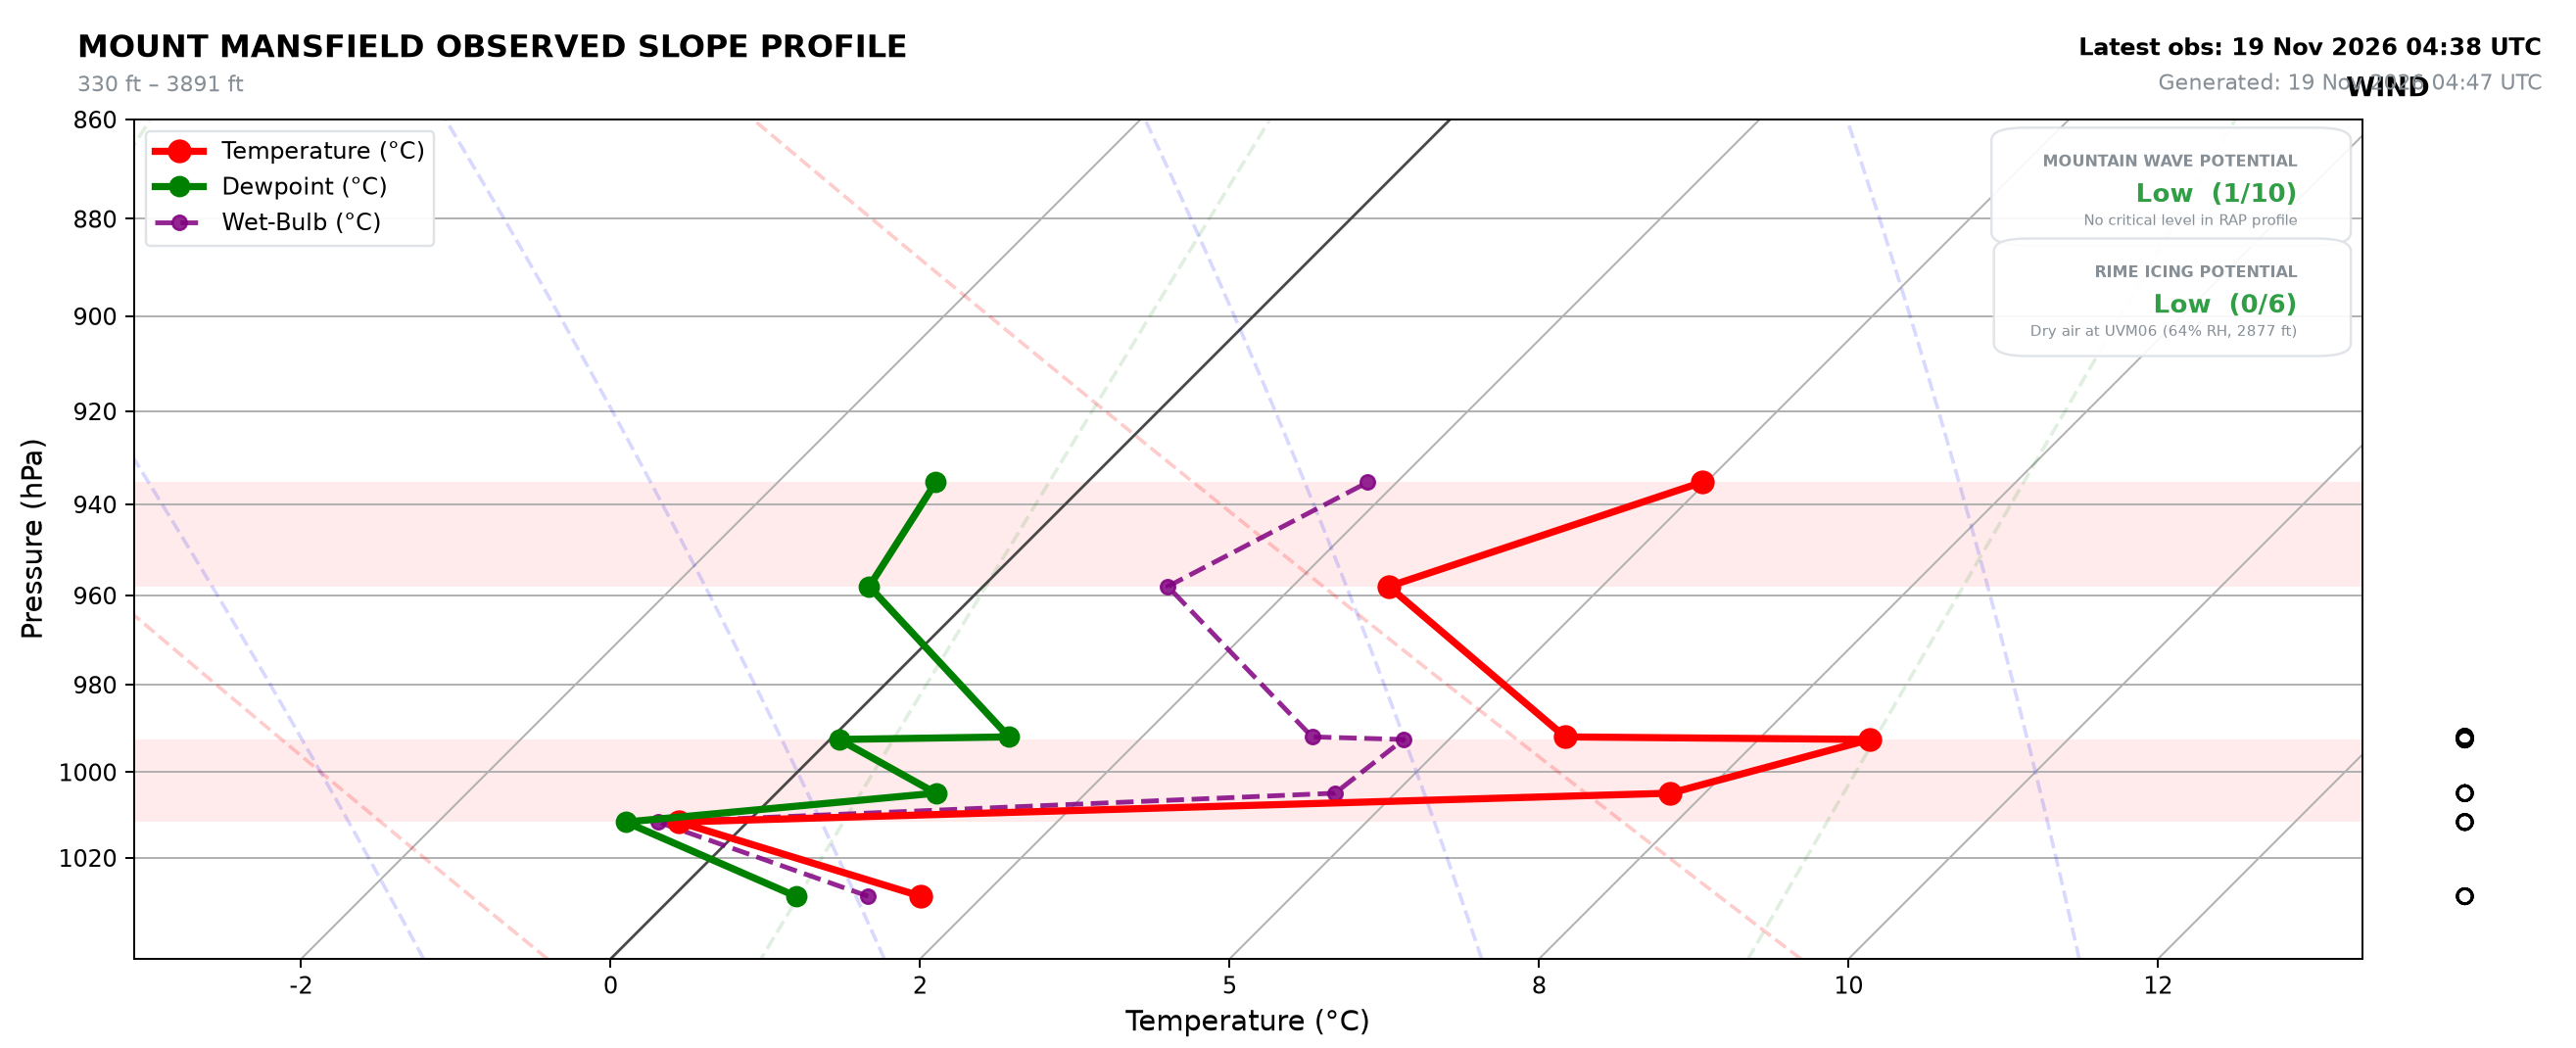 MOUNT MANSFIELD OBSERVED SLOPE PROFILE
330 ft – 3891 ft
Latest obs: 19 Nov 2026 04:38 UTC
Generated: 19 Nov 2026 04:47 UTC
WIND
Temperature (°C)
Dewpoint (°C)
Wet-Bulb (°C)
MOUNTAIN WAVE POTENTIAL
Low (1/10)
No critical level in RAP profile
RIME ICING POTENTIAL
Low (0/6)
Dry air at UVM06 (64% RH, 2877 ft)
Pressure (hPa)
860
880
900
920
940
960
980
1000
1020
-2
0
2
5
8
10
12
Temperature (°C)